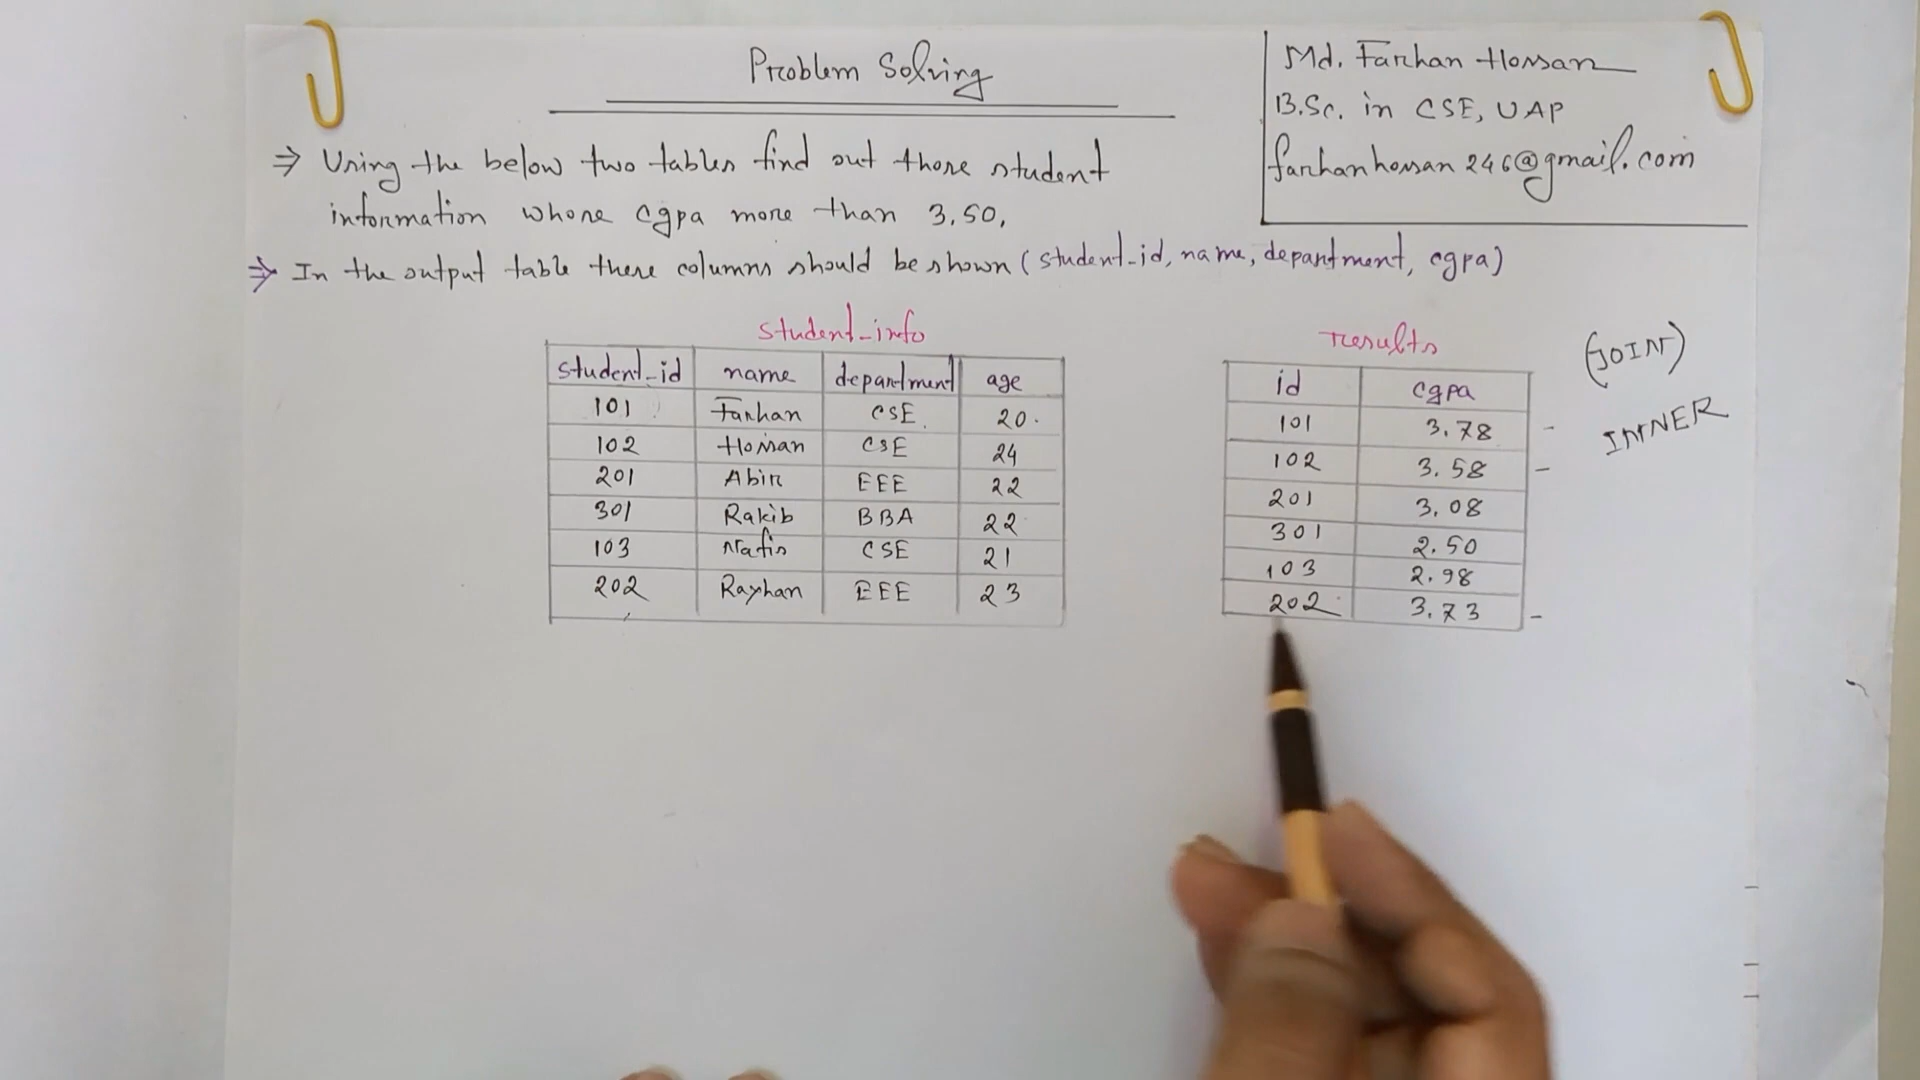 Problem Solving
Md. Farhan Hossan
B.Sc. in CSE, UAP
farhanhossan246@gmail.com
⇒ Using the below two tables find out those student
information whose cgpa more than 3.50.
⇒ In the output table these columns should be shown (student_id, name, department, cgpa)
student_info
student_id name department age
101 Farhan CSE 20
102 Hossan CSE 24
201 Abir EEE 22
301 Rakib BBA 22
103 Nafis CSE 21
202 Rayhan EEE 23
results
id cgpa
101 3.78
102 3.58
201 3.08
301 2.50
103 2.98
202 3.73
(JOIN)
INNER